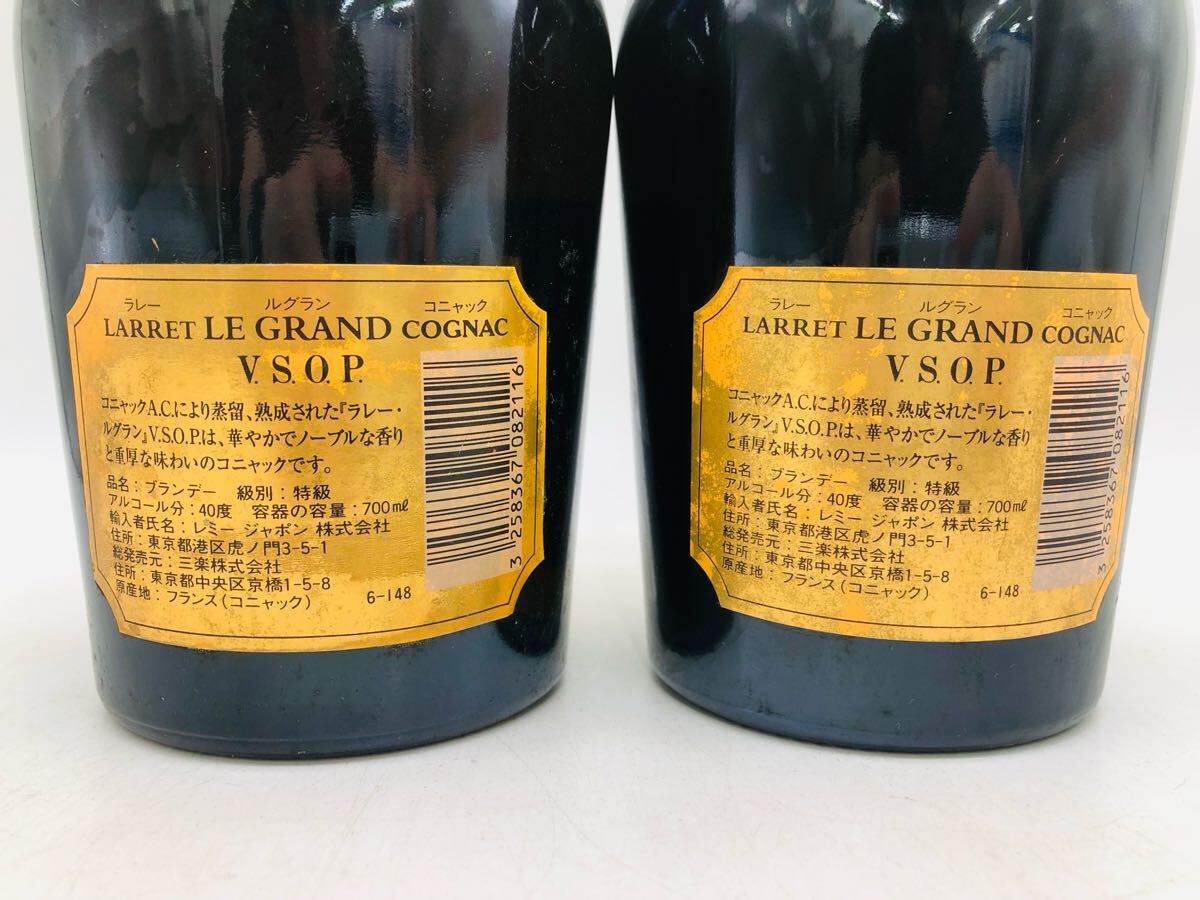 ラレー ルグラン コニャック
LARRET LE GRAND COGNAC
V.S.O.P.
コニャックA.C.により蒸留、熟成された『ラレー・
ルグラン』V.S.O.P.は、華やかでノーブルな香り
と重厚な味わいのコニャックです。
品名：ブランデー 級別：特級
アルコール分：40度 容器の容量：700mℓ
輸入者氏名：レミー ジャポン 株式会社
住所：東京都港区虎ノ門3-5-1
総発売元：三楽株式会社
住所：東京都中央区京橋1-5-8
原産地：フランス(コニャック) 6-148
3 258367 082116
ラレー ルグラン コニャック
LARRET LE GRAND COGNAC
V.S.O.P.
コニャックA.C.により蒸留、熟成された『ラレー・
ルグラン』V.S.O.P.は、華やかでノーブルな香り
と重厚な味わいのコニャックです。
品名：ブランデー 級別：特級
アルコール分：40度 容器の容量：700mℓ
輸入者氏名：レミー ジャポン 株式会社
住所：東京都港区虎ノ門3-5-1
総発売元：三楽株式会社
住所：東京都中央区京橋1-5-8
原産地：フランス(コニャック) 6-148
3 258367 082116